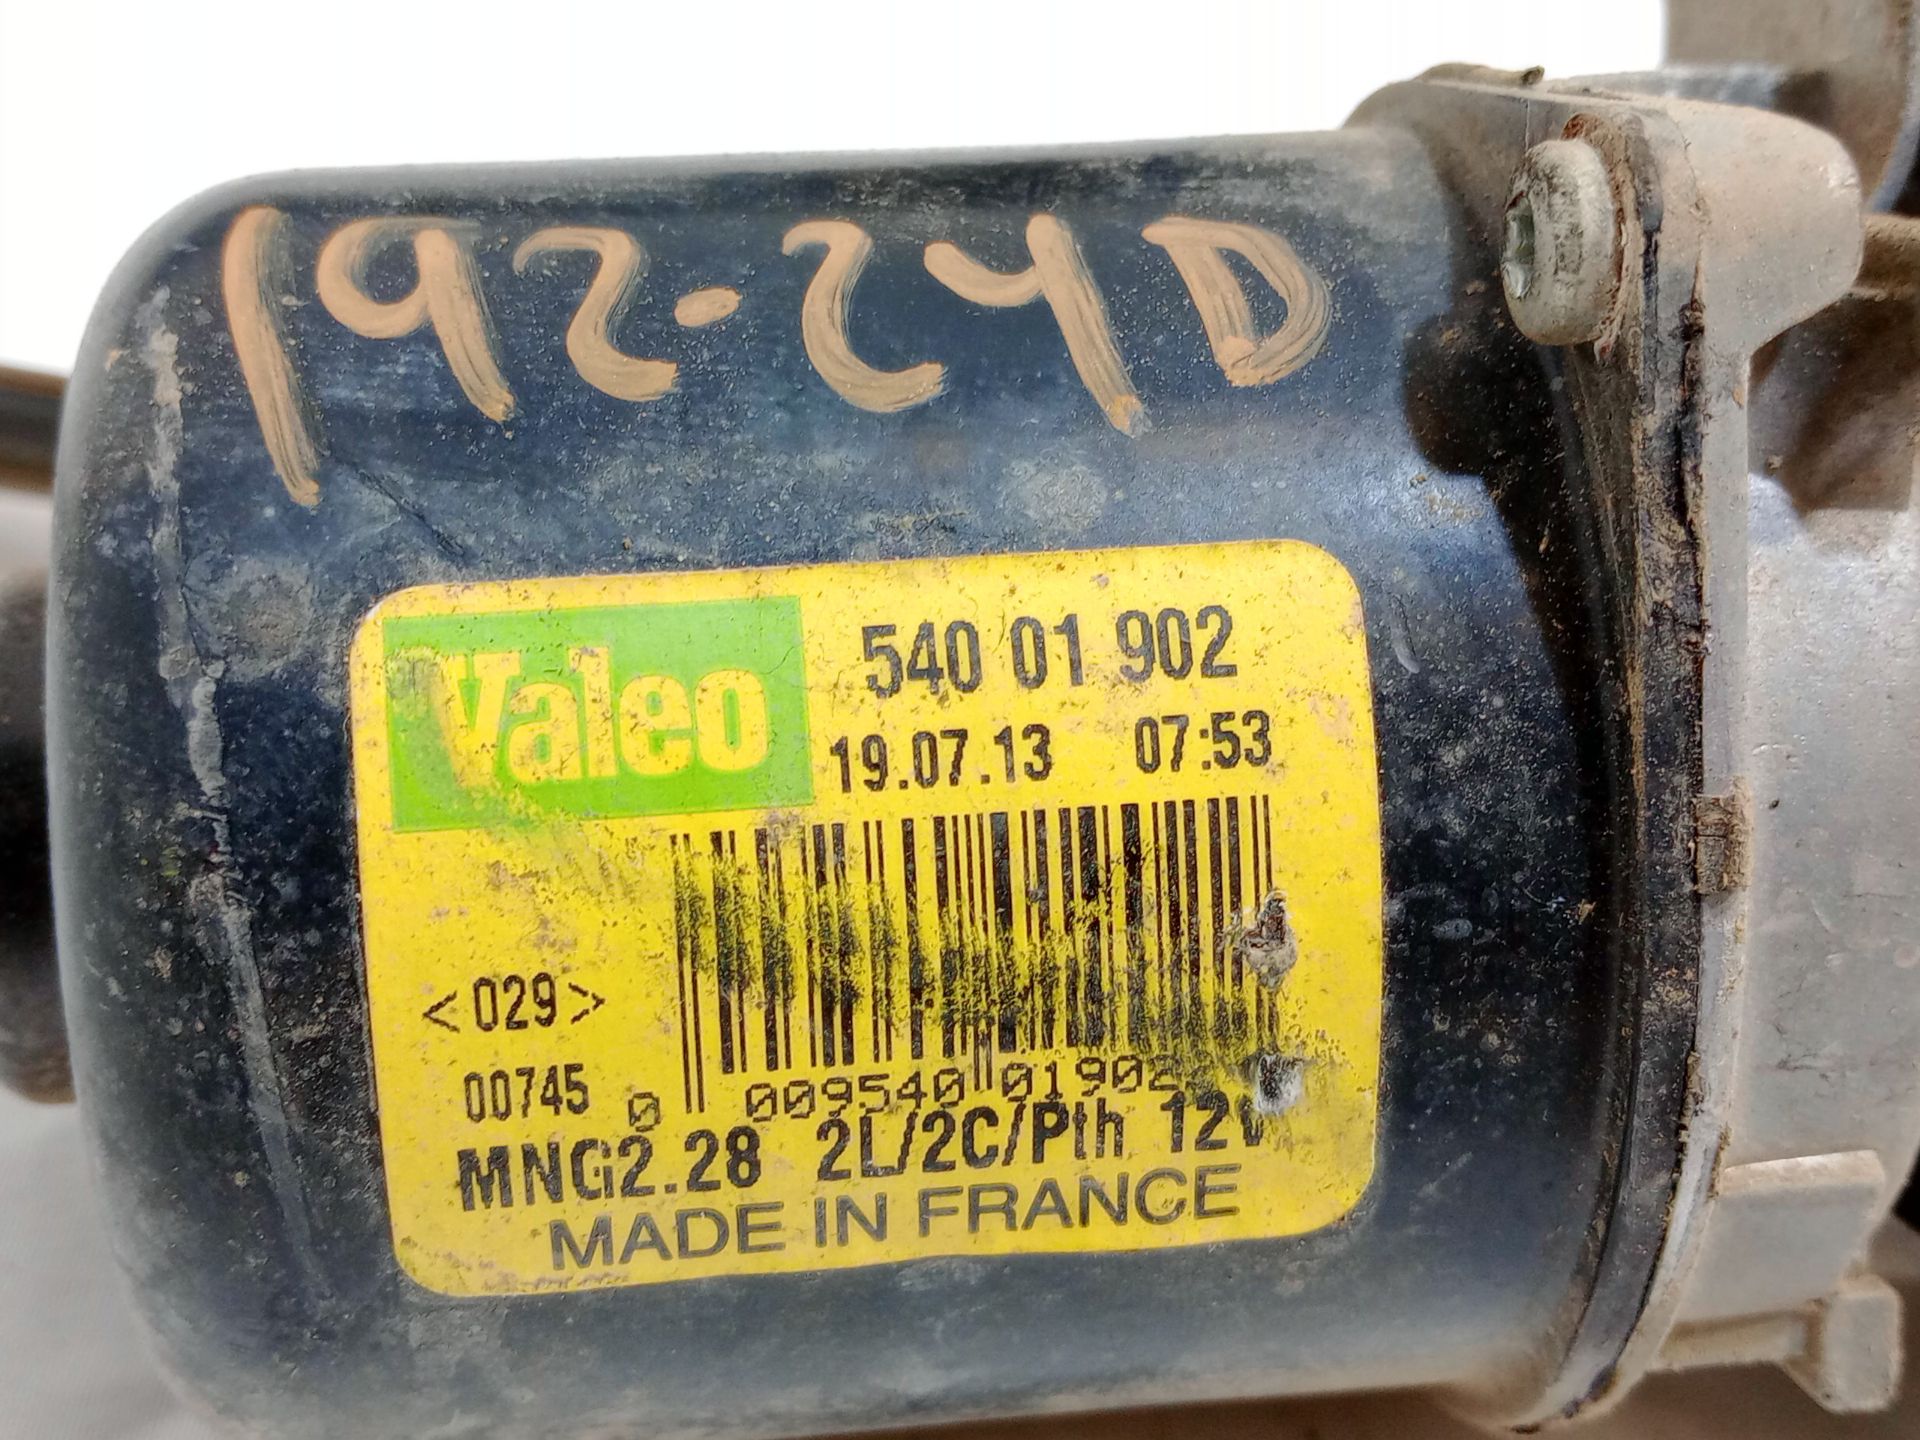 192-24D
Valeo
540 01 902
19.07.13 07:53
<029>
00745
0 009540 01902
MNG2.28 2L/2C/Pth 12V
MADE IN FRANCE